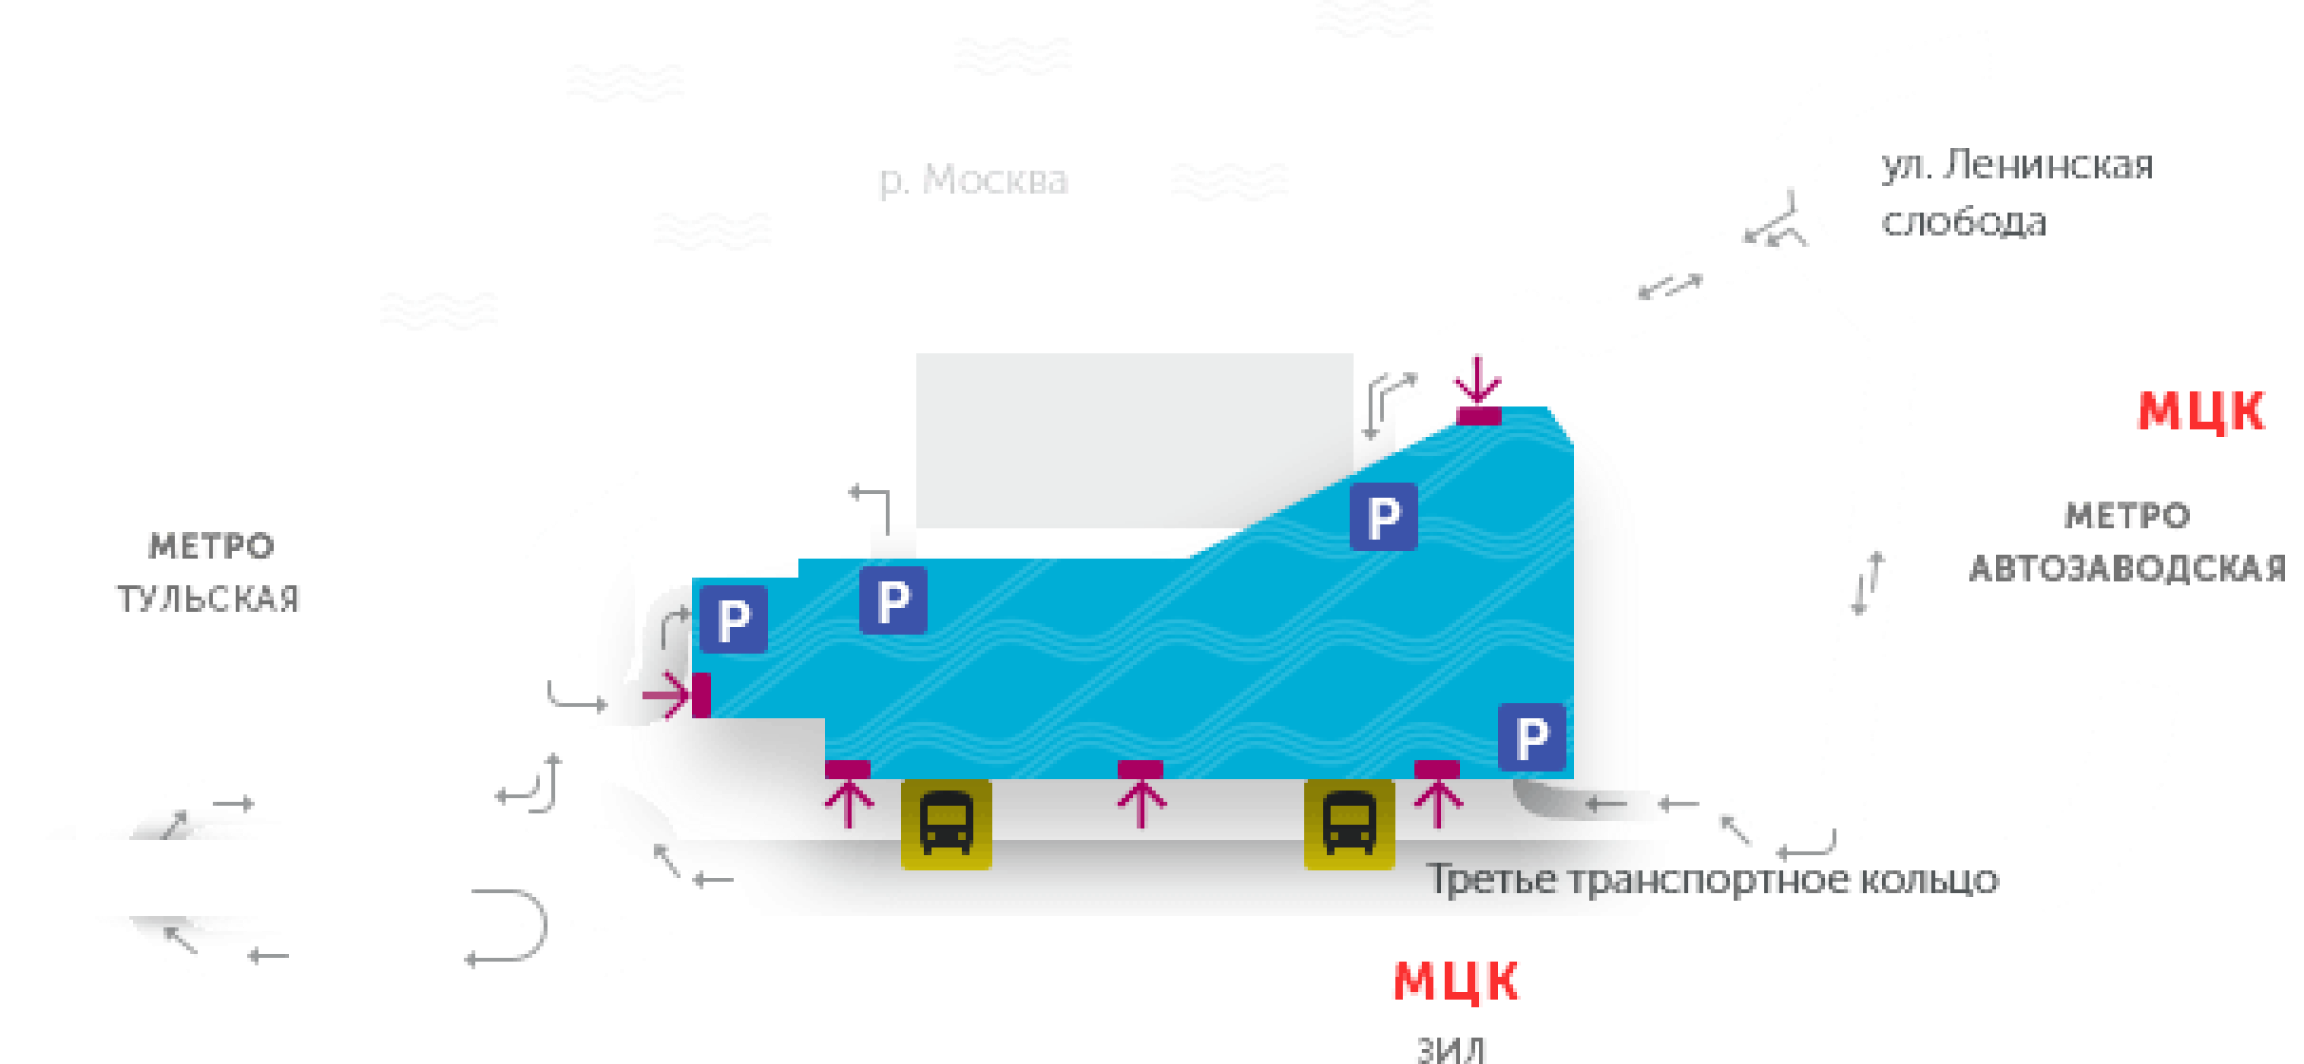 р. Москва
ул. Ленинская
слобода
МЦК
МЕТРО
АВТОЗАВОДСКАЯ
МЕТРО
ТУЛЬСКАЯ
P
P
P
P
Третье транспортное кольцо
МЦК
ЗИЛ